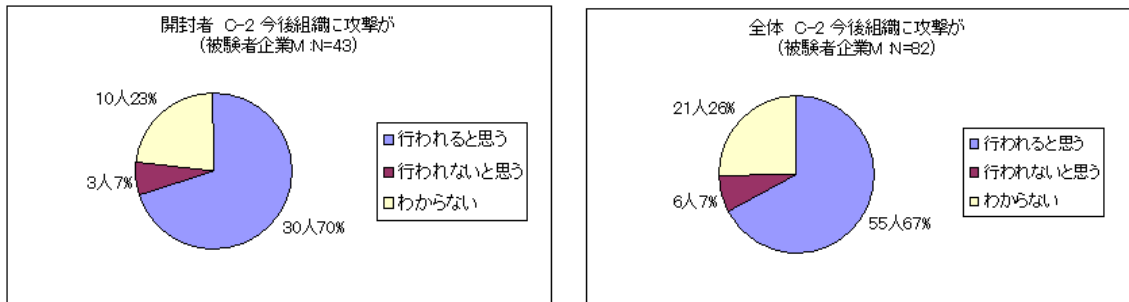 開封者 C-2 今後組織に攻撃が
(被験者企業M:N=43)
10人23%
3人7%
30人70%
行われると思う
行われないと思う
わからない
全体 C-2 今後組織に攻撃が
(被験者企業M:N=82)
21人26%
6人7%
55人67%
行われると思う
行われないと思う
わからない